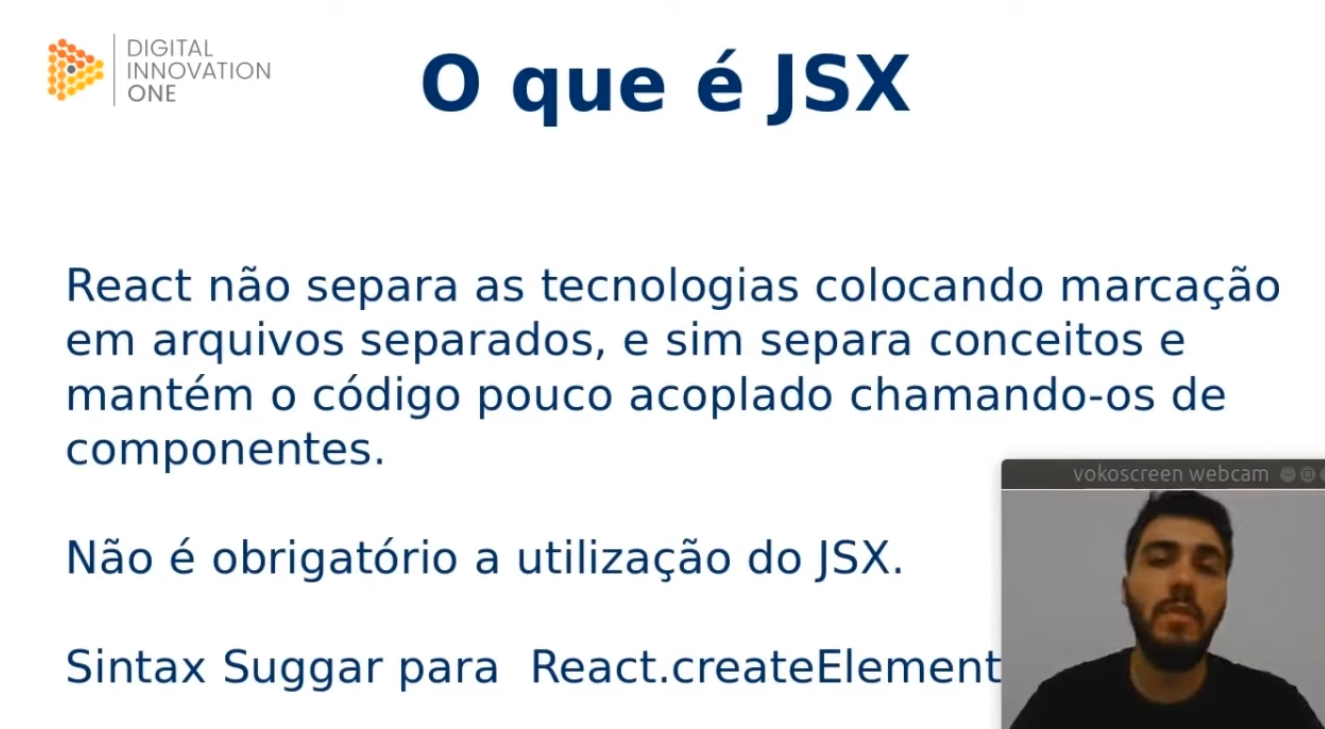 DIGITAL
INNOVATION
ONE
O que é JSX
React não separa as tecnologias colocando marcação
em arquivos separados, e sim separa conceitos e
mantém o código pouco acoplado chamando-os de
componentes.
Não é obrigatório a utilização do JSX.
Sintax Suggar para React.createElement
vokoscreen webcam